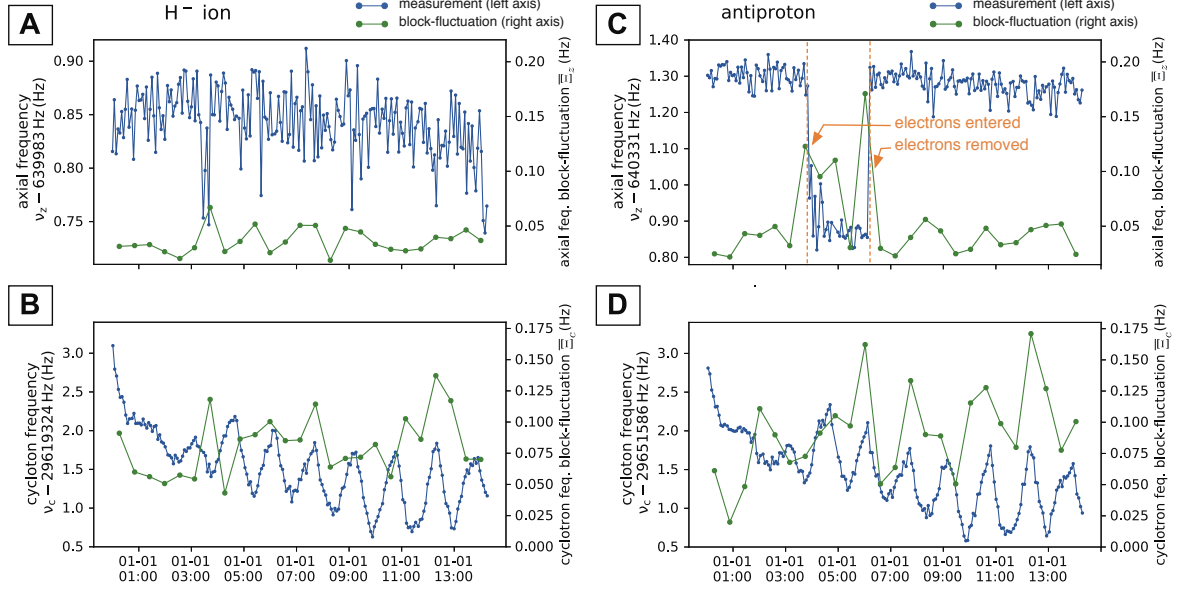 A
H− ion
measurement (left axis)
block-fluctuation (right axis)
axial frequency
νz − 639983 Hz (Hz)
0.90
0.85
0.80
0.75
0.20
0.15
0.10
0.05
axial feq. block-fluctuation Ξz (Hz)
C
antiproton
measurement (left axis)
block-fluctuation (right axis)
axial frequency
νz − 640331 Hz (Hz)
1.40
1.30
1.20
1.10
1.00
0.90
0.80
electrons entered
electrons removed
0.20
0.15
0.10
0.05
axial feq. block-fluctuation Ξz (Hz)
B
cycloton frequency
νc − 29619324 Hz (Hz)
3.0
2.5
2.0
1.5
1.0
0.5
0.175
0.150
0.125
0.100
0.075
0.050
0.025
0.000
cyclotron feq. block-fluctuation Ξc (Hz)
01-01 01-01 01-01 01-01 01-01 01-01 01-01
01:00 03:00 05:00 07:00 09:00 11:00 13:00
D
cycloton frequency
νc − 29651586 Hz (Hz)
3.0
2.5
2.0
1.5
1.0
0.5
0.175
0.150
0.125
0.100
0.075
0.050
0.025
0.000
cyclotron feq. block-fluctuation Ξc (Hz)
01-01 01-01 01-01 01-01 01-01 01-01 01-01
01:00 03:00 05:00 07:00 09:00 11:00 13:00